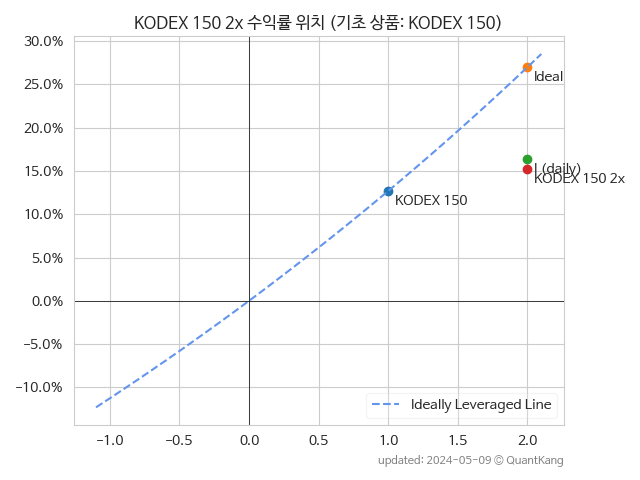 KODEX 150 2x 수익률 위치 (기초 상품: KODEX 150)
30.0%
25.0%
20.0%
15.0%
10.0%
5.0%
0.0%
−5.0%
−10.0%
Ideal
I (daily)
KODEX 150 2x
KODEX 150
Ideally Leveraged Line
−1.0
−0.5
0.0
0.5
1.0
1.5
2.0
updated: 2024-05-09 © QuantKang